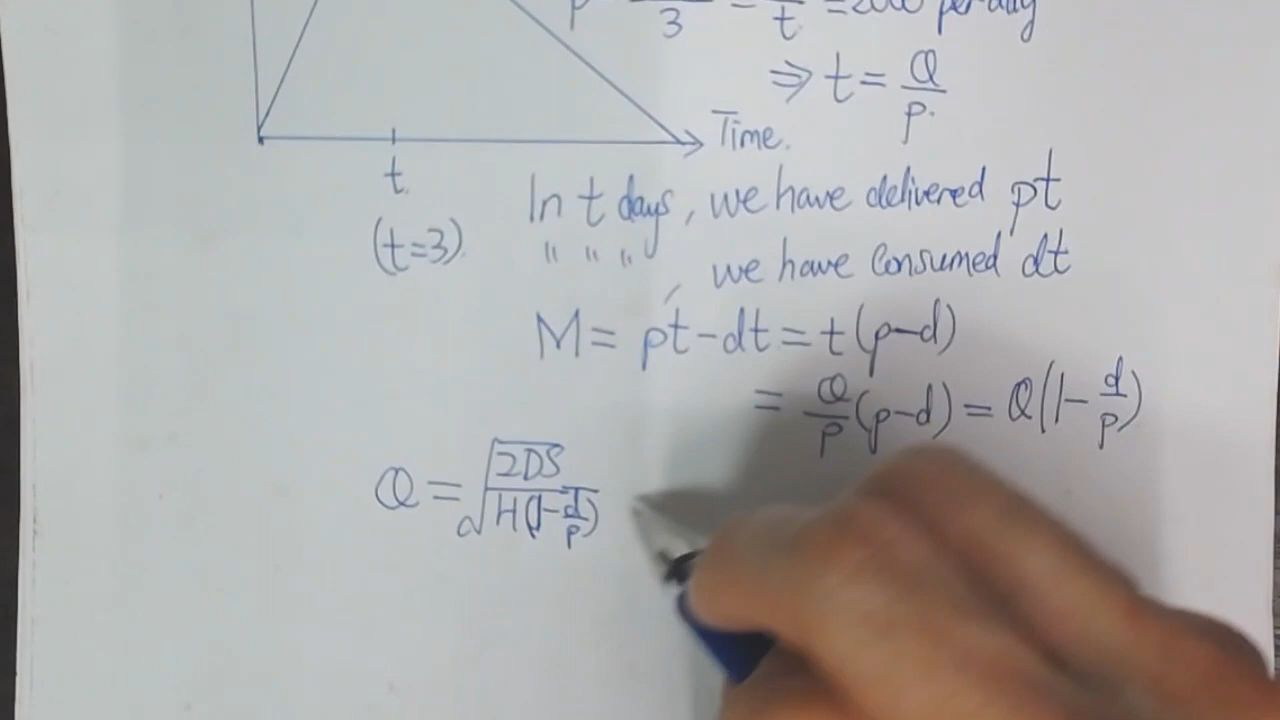 p 3 = t = 2000 per day
⇒ t = Q/p.
Time.
t.
(t=3).
In t days, we have delivered pt
" " " , we have consumed dt
M = pt-dt = t(p-d)
= Q/p (p-d) = Q(1-d/p)
Q = √(2DS/H(1-d/p))